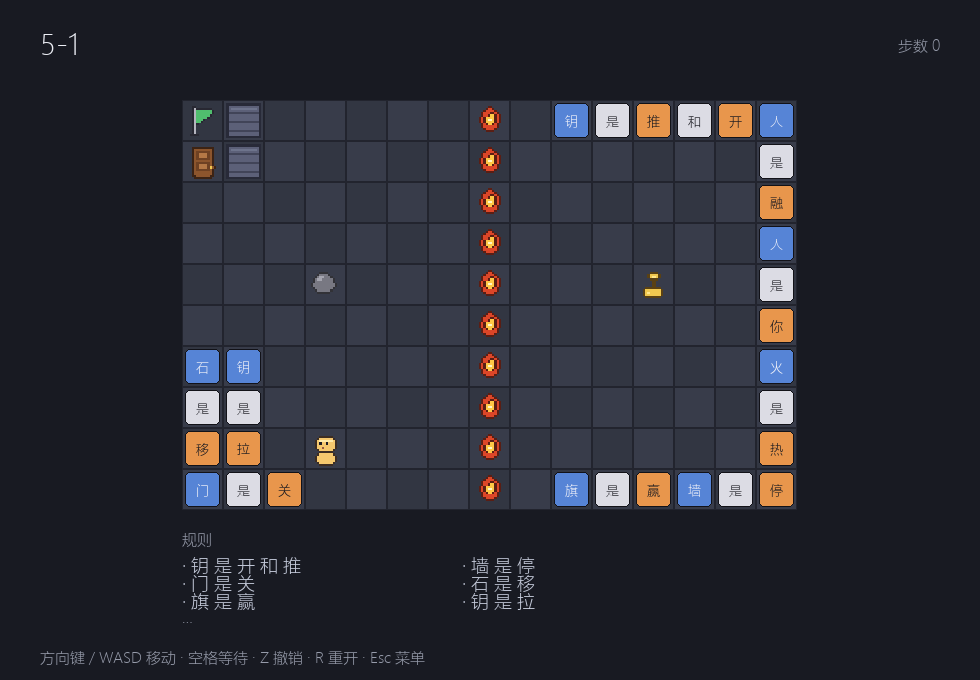 5-1
步数 0
钥 是 推 和 开 人
是
融
人
是
你
石 钥 火
是 是 是
移 拉 热
门 是 关 旗 是 赢 墙 是 停
规则
· 钥 是 开 和 推
· 墙 是 停
· 门 是 关
· 石 是 移
· 旗 是 赢
· 钥 是 拉
...
方向键 / WASD 移动 · 空格等待 · Z 撤销 · R 重开 · Esc 菜单